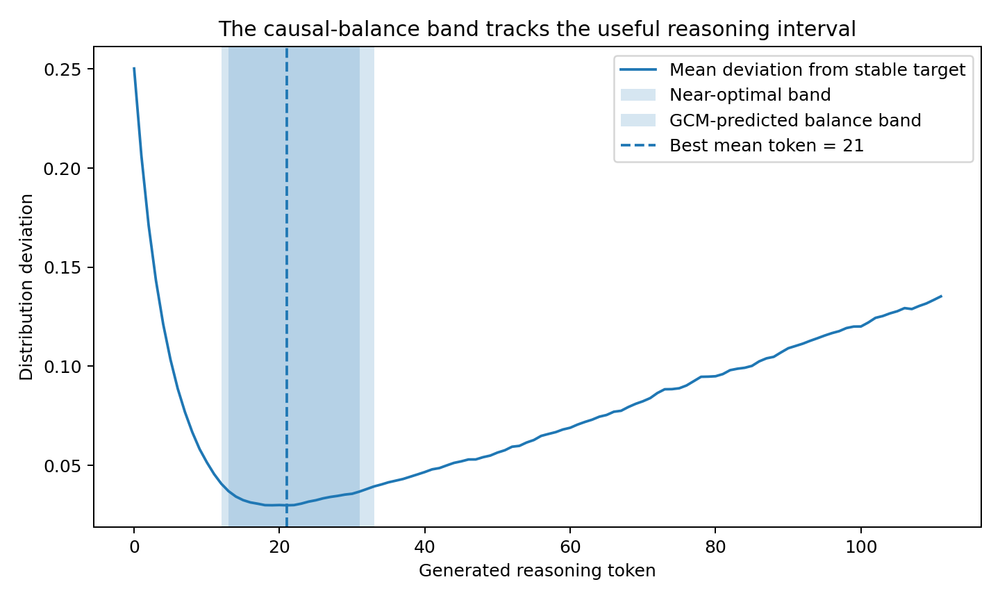 The causal-balance band tracks the useful reasoning interval
Mean deviation from stable target
Near-optimal band
GCM-predicted balance band
Best mean token = 21
Distribution deviation
0.25
0.20
0.15
0.10
0.05
0 20 40 60 80 100
Generated reasoning token